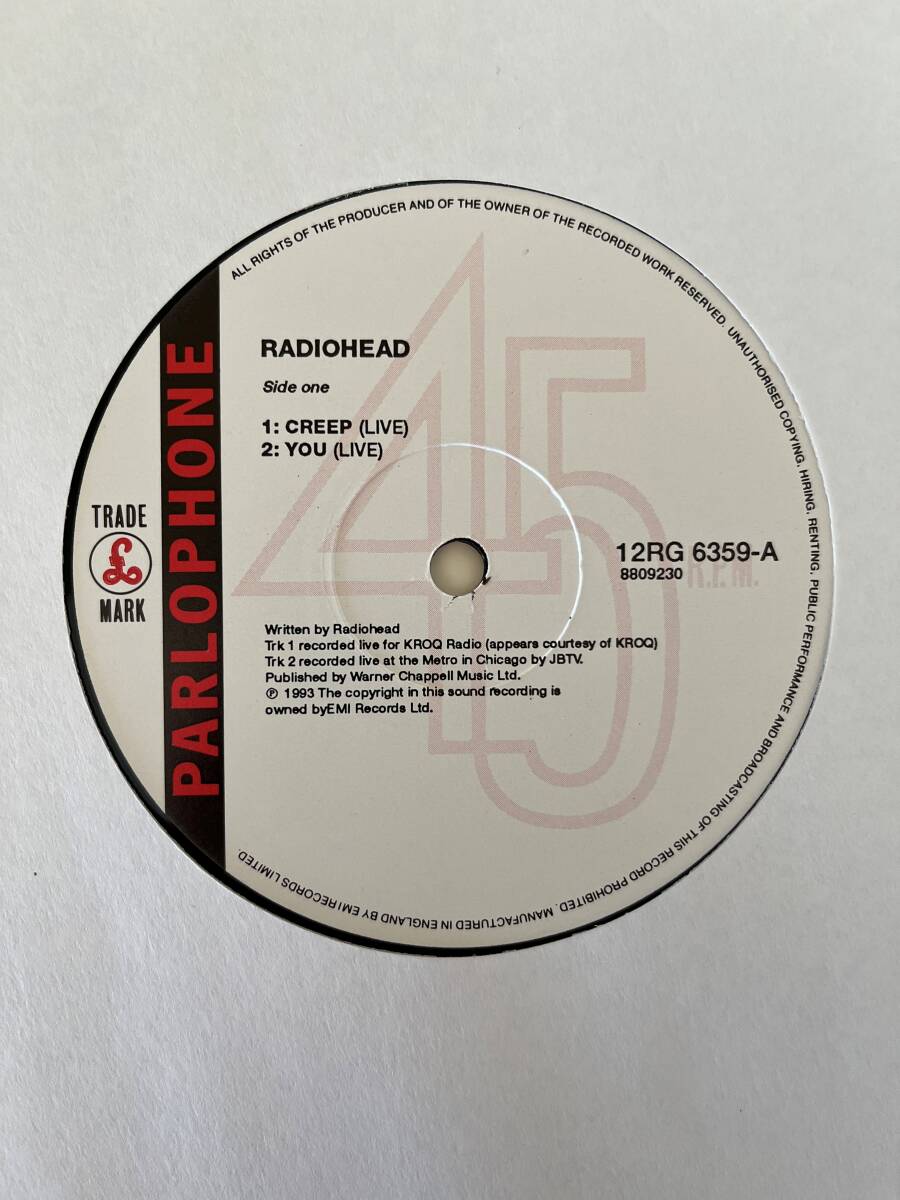 ALL RIGHTS OF THE PRODUCER AND OF THE OWNER OF THE RECORDED WORK RESERVED. UNAUTHORISED COPYING, HIRING, RENTING, PUBLIC PERFORMANCE AND BROADCASTING OF THIS RECORD PROHIBITED. MANUFACTURED IN ENGLAND BY EMI RECORDS LIMITED.
PARLOPHONE
TRADE
£
MARK
RADIOHEAD
Side one
1: CREEP (LIVE)
2: YOU (LIVE)
45
R.P.M.
12RG 6359-A
8809230
Written by Radiohead
Trk 1 recorded live for KROQ Radio (appears courtesy of KROQ)
Trk 2 recorded live at the Metro in Chicago by JBTV.
Published by Warner Chappell Music Ltd.
℗ 1993 The copyright in this sound recording is
owned byEMI Records Ltd.